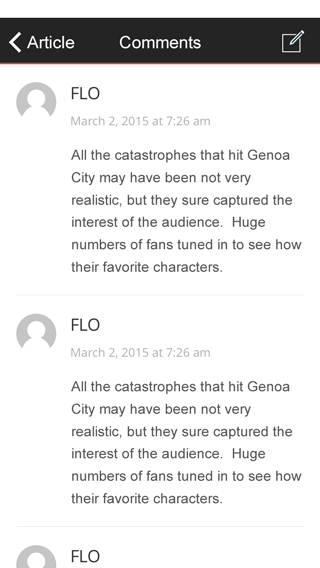 Article Comments
FLO
March 2, 2015 at 7:26 am
All the catastrophes that hit Genoa
City may have been not very
realistic, but they sure captured the
interest of the audience.  Huge
numbers of fans tuned in to see how
their favorite characters.
FLO
March 2, 2015 at 7:26 am
All the catastrophes that hit Genoa
City may have been not very
realistic, but they sure captured the
interest of the audience.  Huge
numbers of fans tuned in to see how
their favorite characters.
FLO